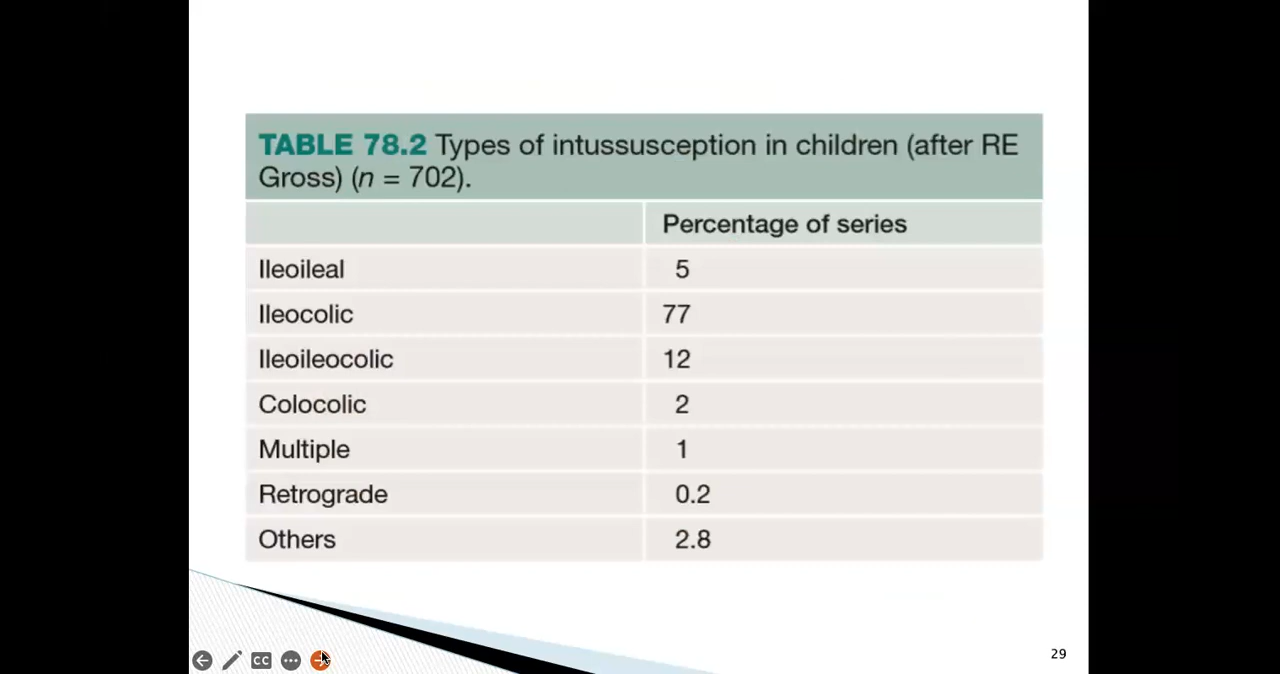 TABLE 78.2 Types of intussusception in children (after RE
Gross) (n = 702).
Percentage of series
Ileoileal 5
Ileocolic 77
Ileoileocolic 12
Colocolic 2
Multiple 1
Retrograde 0.2
Others 2.8
CC
29